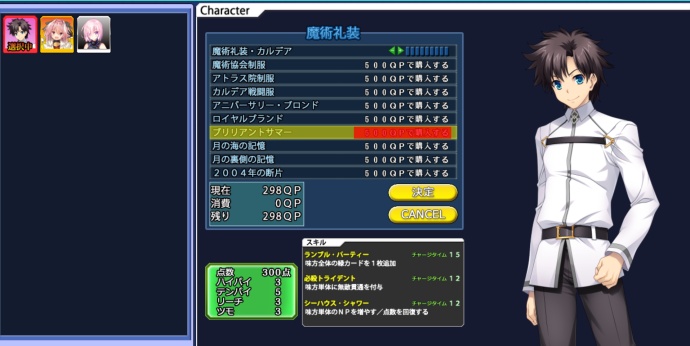 Character
選択中
魔術礼装
魔術礼装・カルデア
魔術協会制服 500QPで購入する
アトラス院制服 500QPで購入する
カルデア戦闘服 500QPで購入する
アニバーサリー・ブロンド 500QPで購入する
ロイヤルブランド 500QPで購入する
ブリリアントサマー 500QPで購入する
月の海の記憶 500QPで購入する
月の裏側の記憶 500QPで購入する
2004年の断片 500QPで購入する
現在 298QP
消費 0QP
残り 298QP
決定
CANCEL
点数 300点
ハイパイ 3
テンパイ 5
リーチ 3
ツモ 3
スキル
ランブル・パーティー チャージタイム 15
味方全体の緑カードを1枚追加
必殺トライデント チャージタイム 12
味方単体に無敵貫通を付与
シーハウス・シャワー チャージタイム 12
味方単体のNPを増やす/点数を回復する